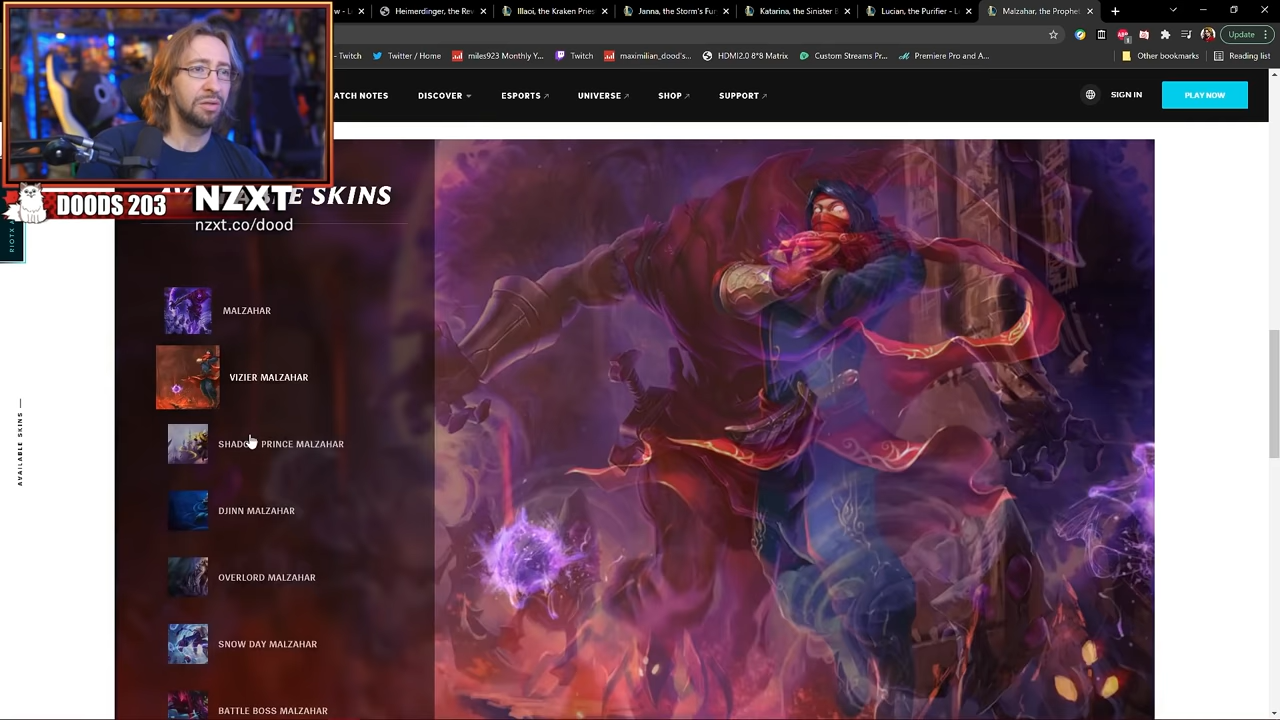 Heimerdinger, the Re
Illaoi, the Kraken Pries
Janna, the Storm's Fur
Katarina, the Sinister E
Lucian, the Purifier - L
Malzahar, the Prophet
- Twitch
Twitter / Home
miles923 Monthly Y...
Twitch
maximilian_dood's...
HDMI2.0 8*8 Matrix
Custom Streams Pr...
Premiere Pro and A...
Update
Other bookmarks
Reading list
ATCH NOTES
DISCOVER
ESPORTS
UNIVERSE
SHOP
SUPPORT
SIGN IN
PLAY NOW
E SKINS
NZXT
nzxt.co/dood
DOODS 203
RIOTX A
AVAILABLE SKINS
MALZAHAR
VIZIER MALZAHAR
SHADOW PRINCE MALZAHAR
DJINN MALZAHAR
OVERLORD MALZAHAR
SNOW DAY MALZAHAR
BATTLE BOSS MALZAHAR